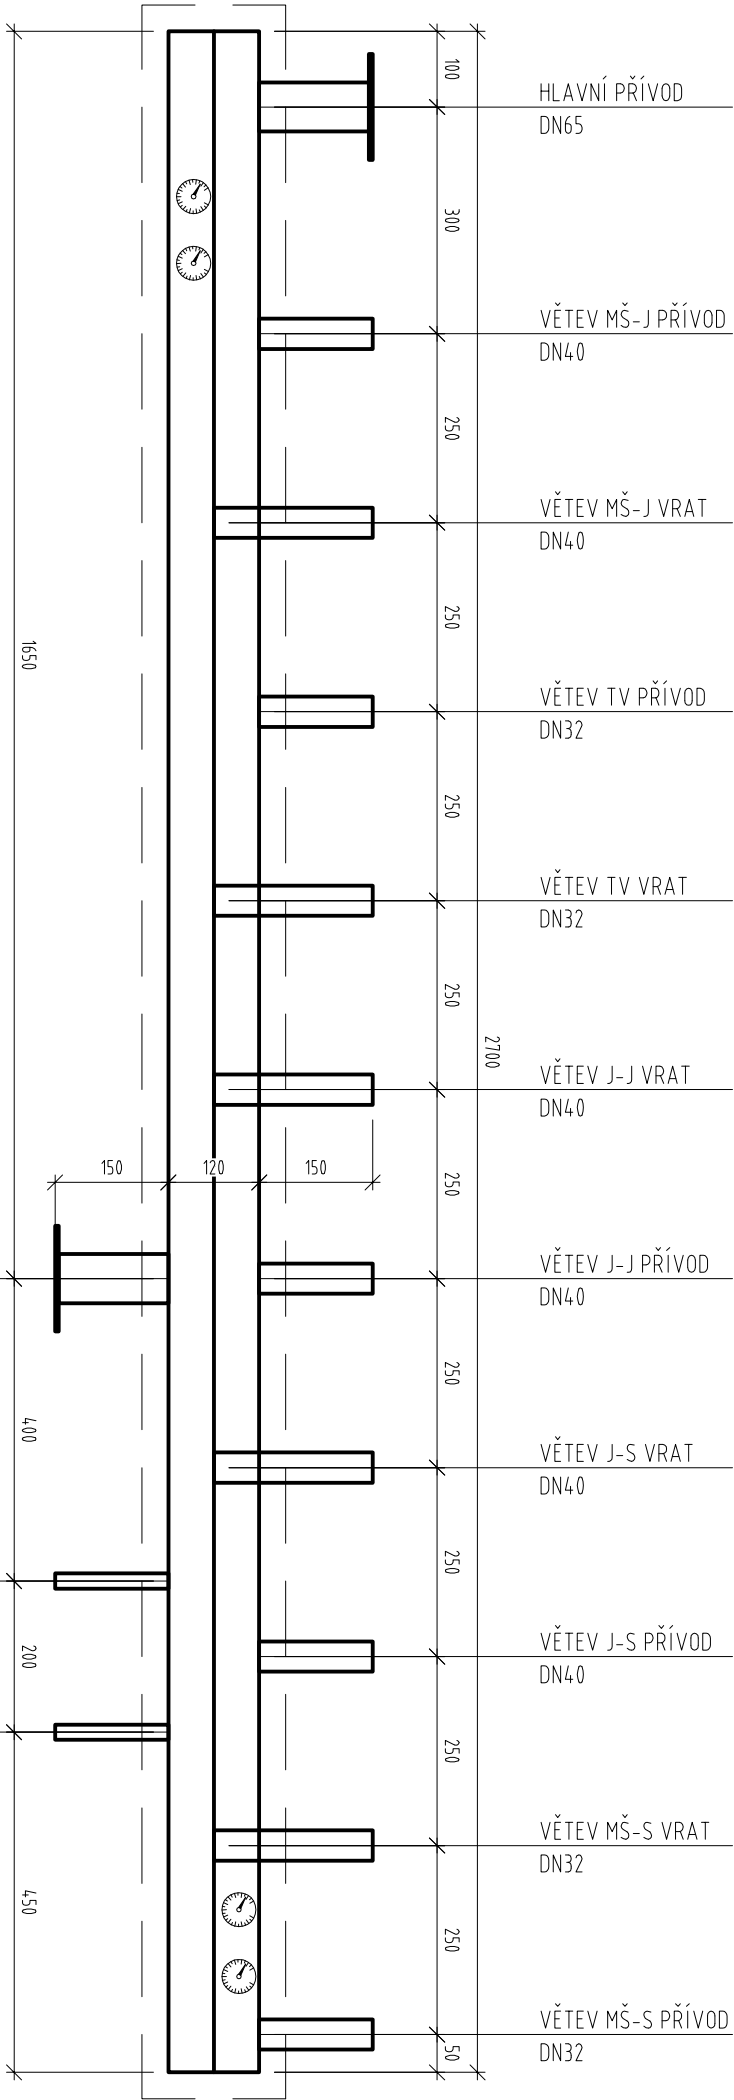 100
HLAVNÍ PŘÍVOD
DN65
300
VĚTEV MŠ-J PŘÍVOD
DN40
250
VĚTEV MŠ-J VRAT
DN40
250
1650
VĚTEV TV PŘÍVOD
DN32
250
VĚTEV TV VRAT
DN32
250
2700
VĚTEV J-J VRAT
DN40
150
120
150
250
VĚTEV J-J PŘÍVOD
DN40
250
400
VĚTEV J-S VRAT
DN40
250
200
VĚTEV J-S PŘÍVOD
DN40
250
VĚTEV MŠ-S VRAT
DN32
450
250
VĚTEV MŠ-S PŘÍVOD
DN32
50